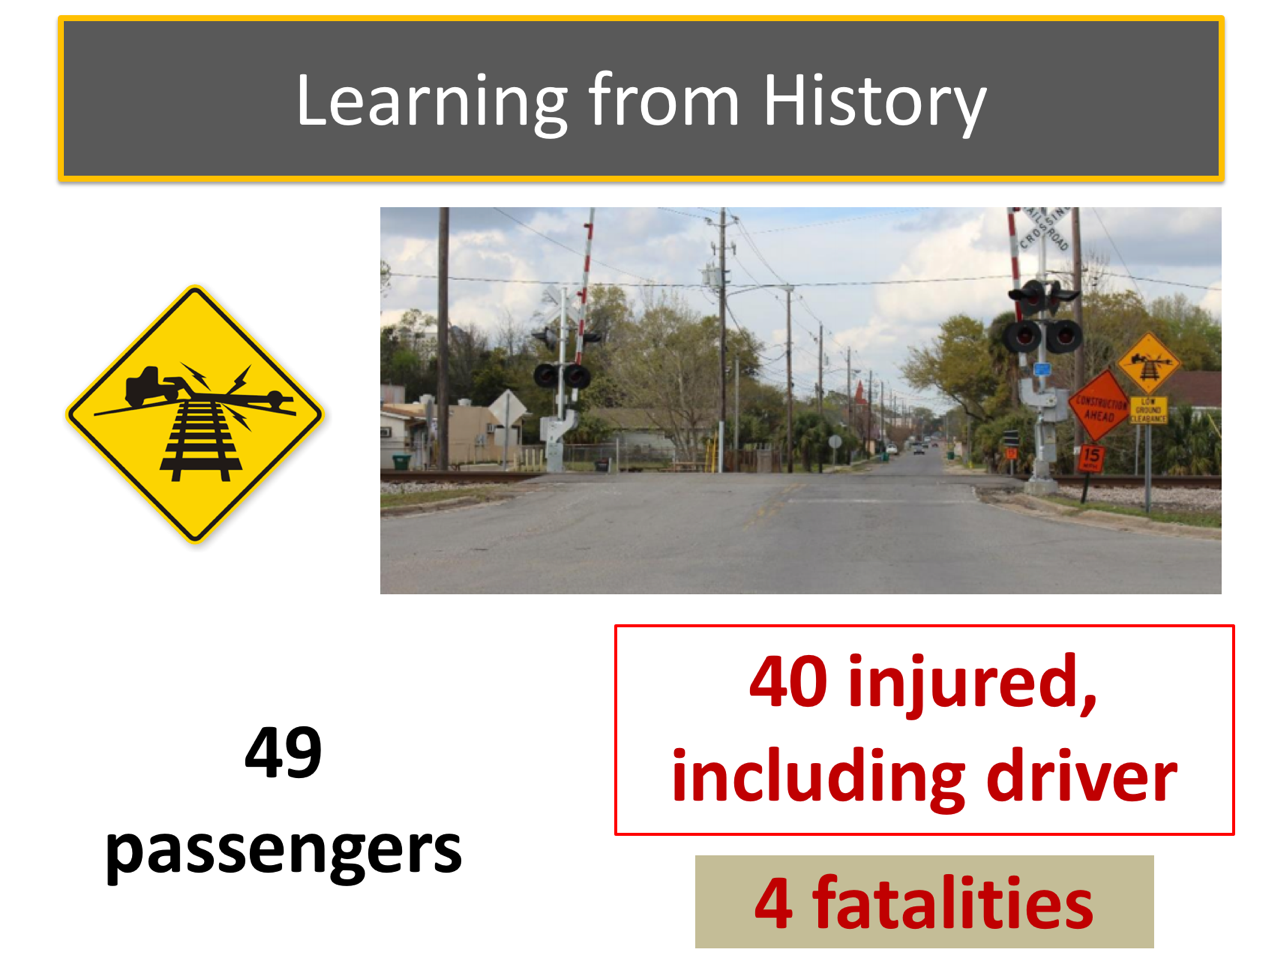 Learning from History
RAILROAD
CROSSING
CONSTRUCTION
AHEAD
LOW
GROUND
CLEARANCE
15
MPH
49
passengers
40 injured,
including driver
4 fatalities